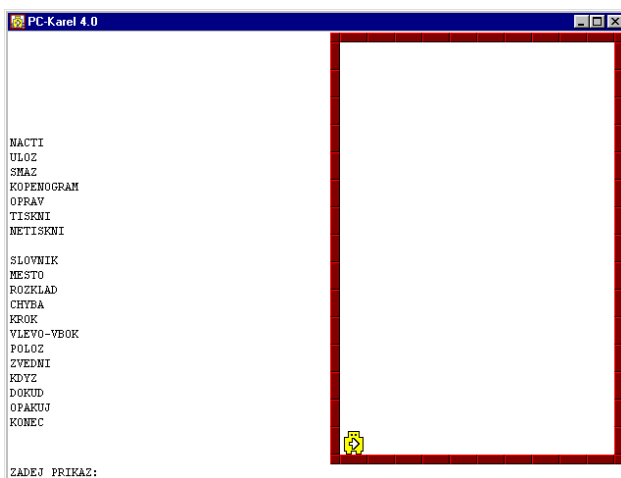 PC-Karel 4.0
NACTI
ULOZ
SMAZ
KOPENOGRAM
OPRAV
TISKNI
NETISKNI
SLOVNIK
MESTO
ROZKLAD
CHYBA
KROK
VLEVO-VBOK
POLOZ
ZVEDNI
KDYZ
DOKUD
OPAKUJ
KONEC
ZADEJ PRIKAZ: